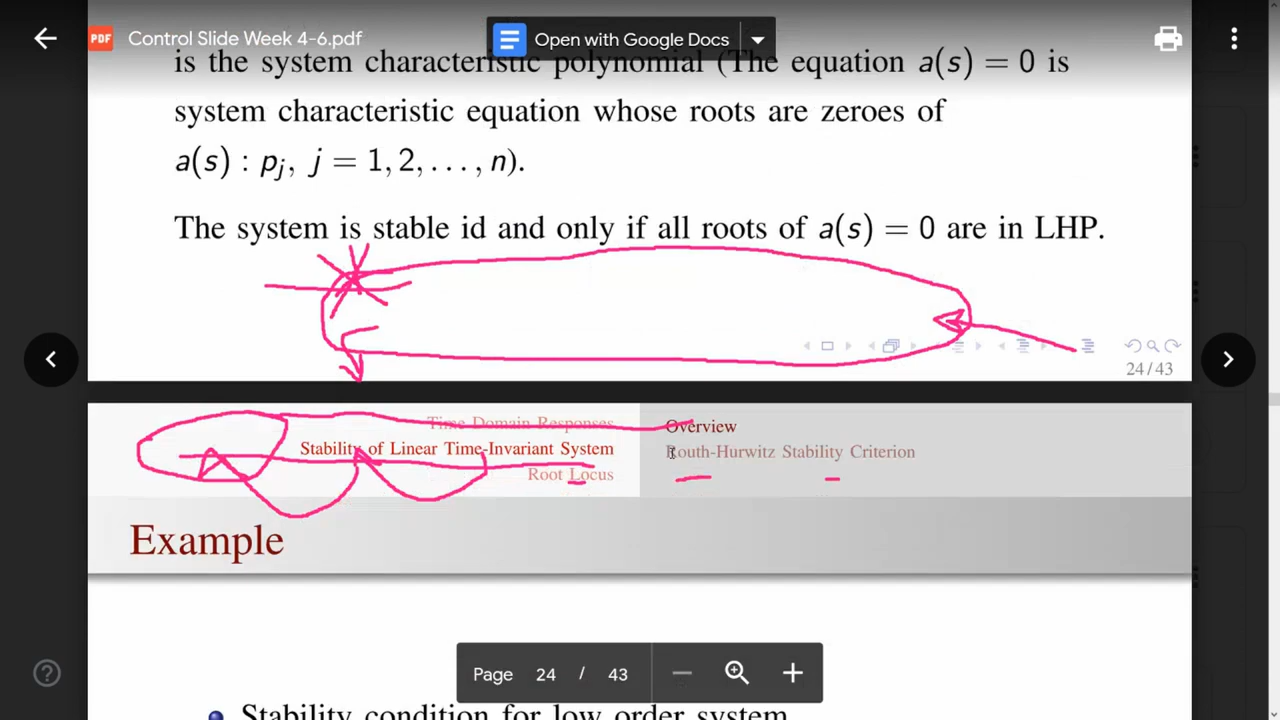 PDF Control Slide Week 4-6.pdf
Open with Google Docs
is the system characteristic polynomial (The equation a(s) = 0 is
system characteristic equation whose roots are zeroes of
a(s) : pj, j = 1, 2, . . . , n).
The system is stable id and only if all roots of a(s) = 0 are in LHP.
24/43
Time Domain Responses
Stability of Linear Time-Invariant System
Root Locus
Overview
Routh-Hurwitz Stability Criterion
Example
Stability condition for low order system
Page 24 / 43